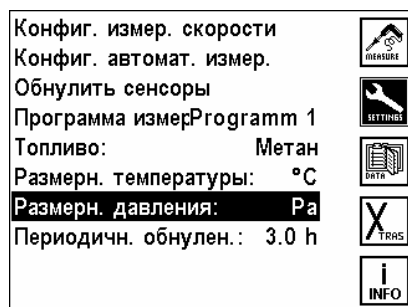 Конфиг. измер. скорости
Конфиг. автомат. измер.
Обнулить сенсоры
Программа измерProgramm 1
Топливо: Метан
Размерн. температуры: °C
Размерн. давления: Pa
Периодичн. обнулен.: 3.0 h
MEASURE
SETTINGS
DATA
XTRAS
i
INFO